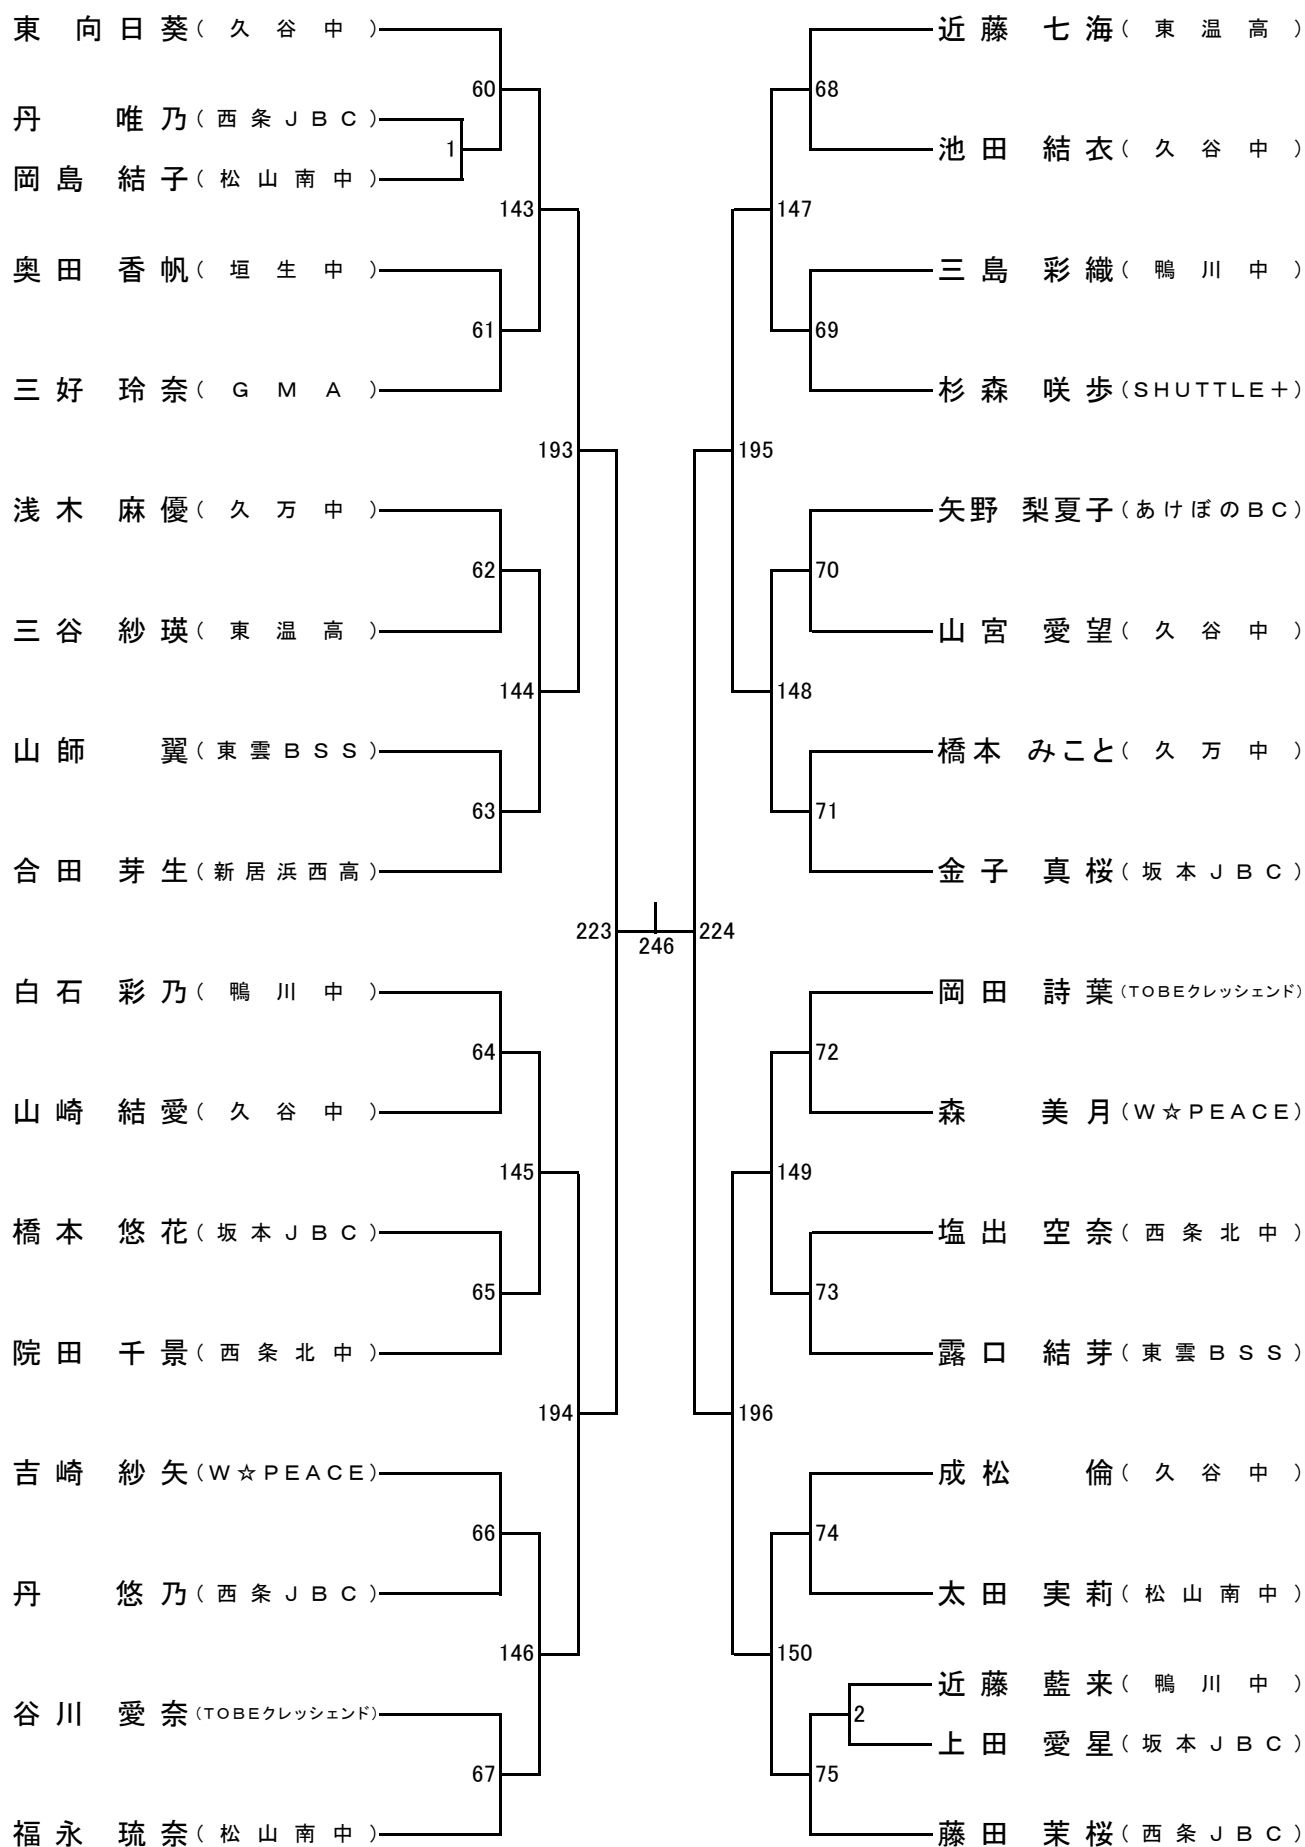 東 向日葵（久谷中）
60
丹 唯乃（西条ＪＢＣ）
1
岡島 結子（松山南中）
143
奥田 香帆（垣生中）
61
三好 玲奈（ＧＭＡ）
193
浅木 麻優（久万中）
62
三谷 紗瑛（東温高）
144
山師 翼（東雲ＢＳＳ）
63
合田 芽生（新居浜西高）
223
白石 彩乃（鴨川中）
64
山崎 結愛（久谷中）
145
橋本 悠花（坂本ＪＢＣ）
65
院田 千景（西条北中）
194
吉崎 紗矢（Ｗ☆ＰＥＡＣＥ）
66
丹 悠乃（西条ＪＢＣ）
146
谷川 愛奈（TOBEクレッシェンド）
67
福永 琉奈（松山南中）
246
近藤 七海（東温高）
68
池田 結衣（久谷中）
147
三島 彩織（鴨川中）
69
杉森 咲歩（SHUTTLE＋）
195
矢野 梨夏子（あけぼのＢＣ）
70
山宮 愛望（久谷中）
148
橋本 みこと（久万中）
71
金子 真桜（坂本ＪＢＣ）
224
岡田 詩葉（TOBEクレッシェンド）
72
森 美月（Ｗ☆ＰＥＡＣＥ）
149
塩出 空奈（西条北中）
73
露口 結芽（東雲ＢＳＳ）
196
成松 倫（久谷中）
74
太田 実莉（松山南中）
150
近藤 藍来（鴨川中）
2
上田 愛星（坂本ＪＢＣ）
75
藤田 茉桜（西条ＪＢＣ）